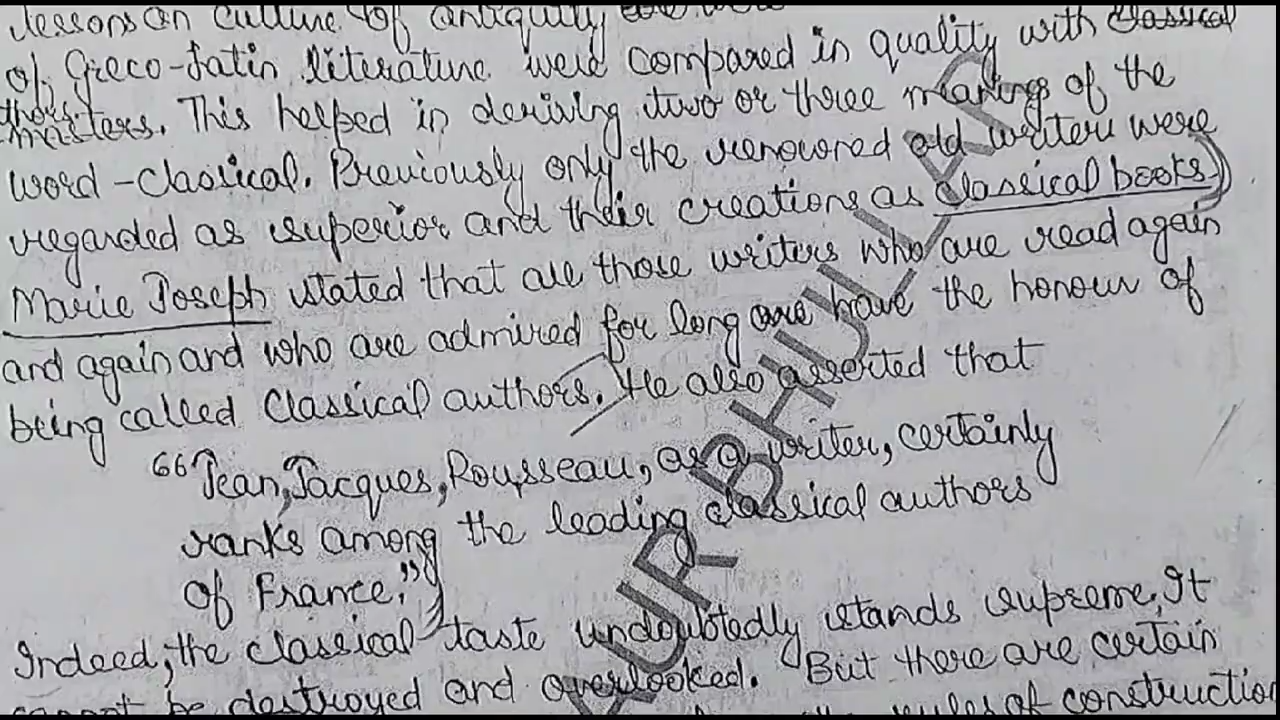 lessons on culture of antiquity
of Greco-Latin literature were compared in quality with classical
masters. This helped in deriving two or three meanings of the
word-clasical. Previously only the renowned old writers were
regarded as superior and their creations as classical books.
Marie Joseph stated that all those writers who are read again
and again and who are admired for long are have the honour of
being called Classical authors. He also asserted that
“Jean, Jacques, Rousseau, as a writer, certainly
ranks among the leading classical authors
of France.”
Indeed, the classical taste undoubtedly stands supreme. It
cannot be destroyed and overlooked. But there are certain
rules of construction